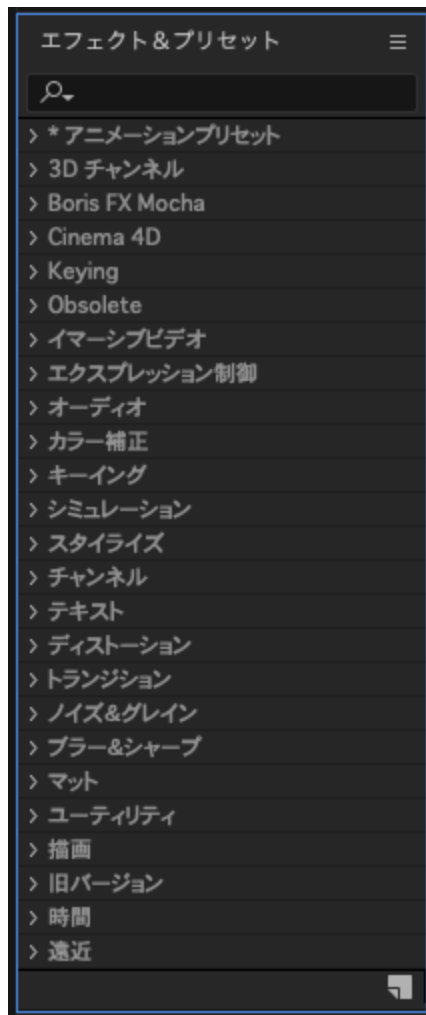 エフェクト＆プリセット
* アニメーションプリセット
3D チャンネル
Boris FX Mocha
Cinema 4D
Keying
Obsolete
イマーシブビデオ
エクスプレッション制御
オーディオ
カラー補正
キーイング
シミュレーション
スタイライズ
チャンネル
テキスト
ディストーション
トランジション
ノイズ&グレイン
ブラー&シャープ
マット
ユーティリティ
描画
旧バージョン
時間
遠近